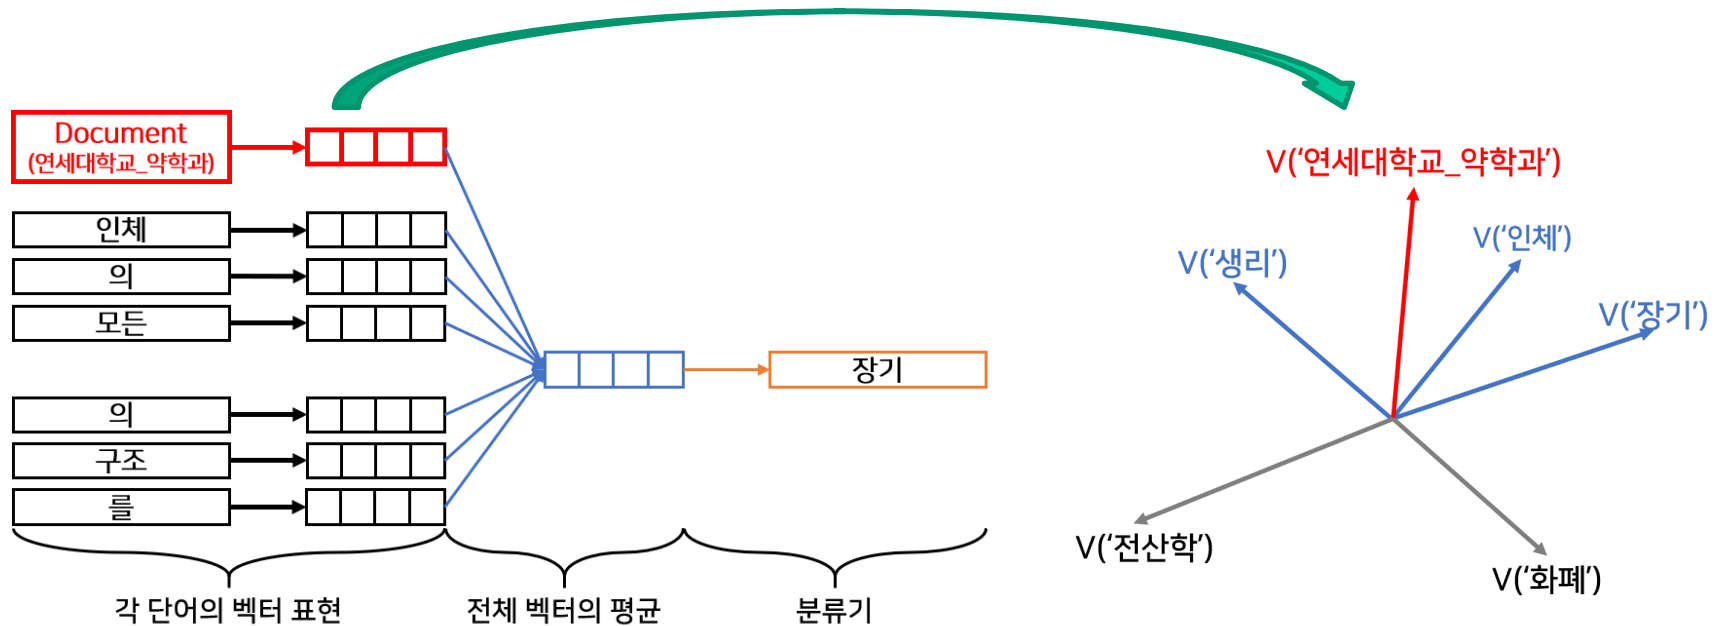 Document
(연세대학교_약학과)
인체
의
모든
의
구조
를
장기
각 단어의 벡터 표현
전체 벡터의 평균
분류기
V(‘연세대학교_약학과’)
V(‘인체’)
V(‘생리’)
V(‘장기’)
V(‘전산학’)
V(‘화폐’)